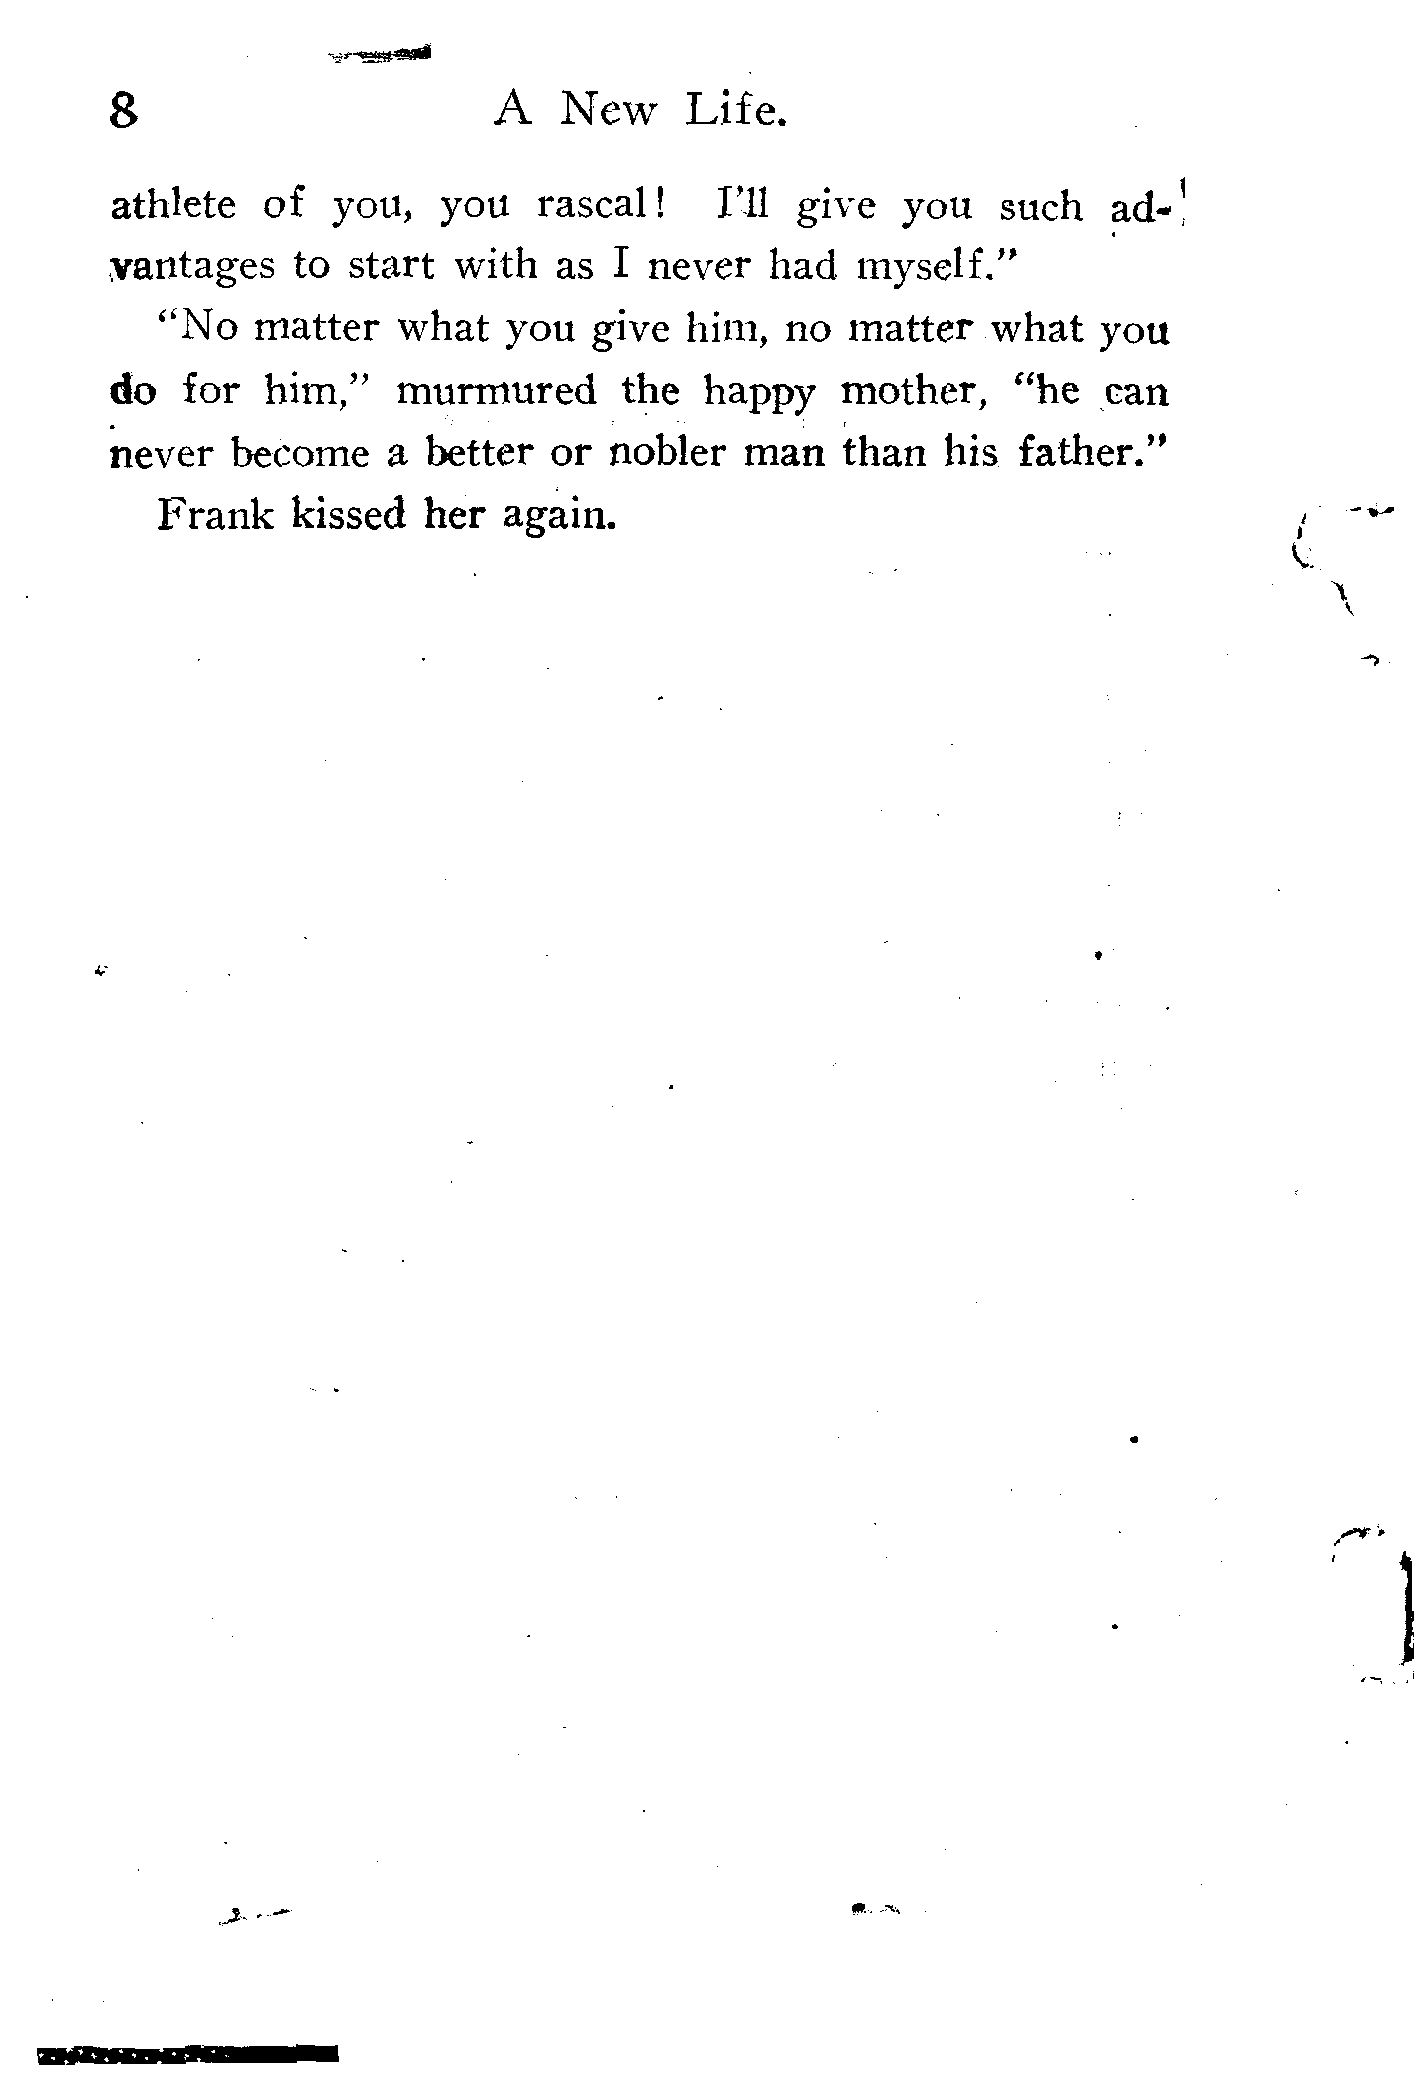 8 A New Life.
athlete of you, you rascal! I'll give you such ad-
vantages to start with as I never had myself."
"No matter what you give him, no matter what you
do for him," murmured the happy mother, "he can
never become a better or nobler man than his father."
Frank kissed her again.